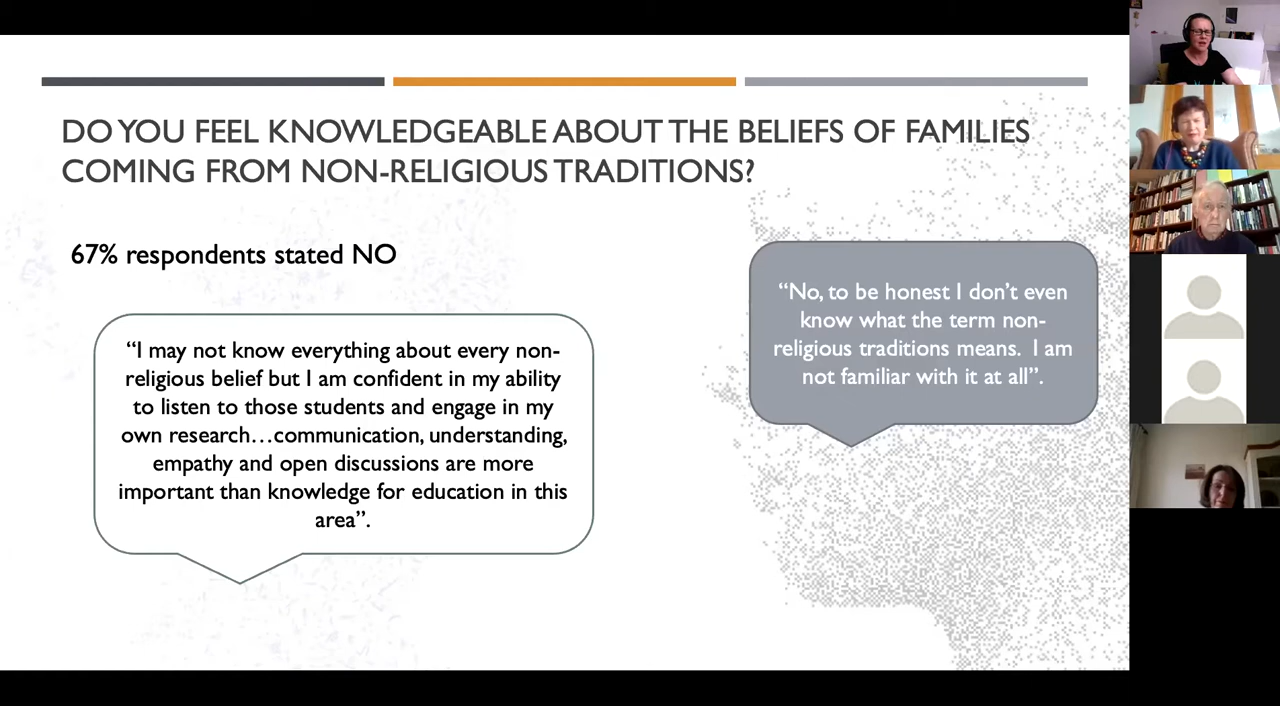 DO YOU FEEL KNOWLEDGEABLE ABOUT THE BELIEFS OF FAMILIES
COMING FROM NON-RELIGIOUS TRADITIONS?
67% respondents stated NO
“I may not know everything about every non-
religious belief but I am confident in my ability
to listen to those students and engage in my
own research…communication, understanding,
empathy and open discussions are more
important than knowledge for education in this
area”.
“No, to be honest I don’t even
know what the term non-
religious traditions means.  I am
not familiar with it at all”.